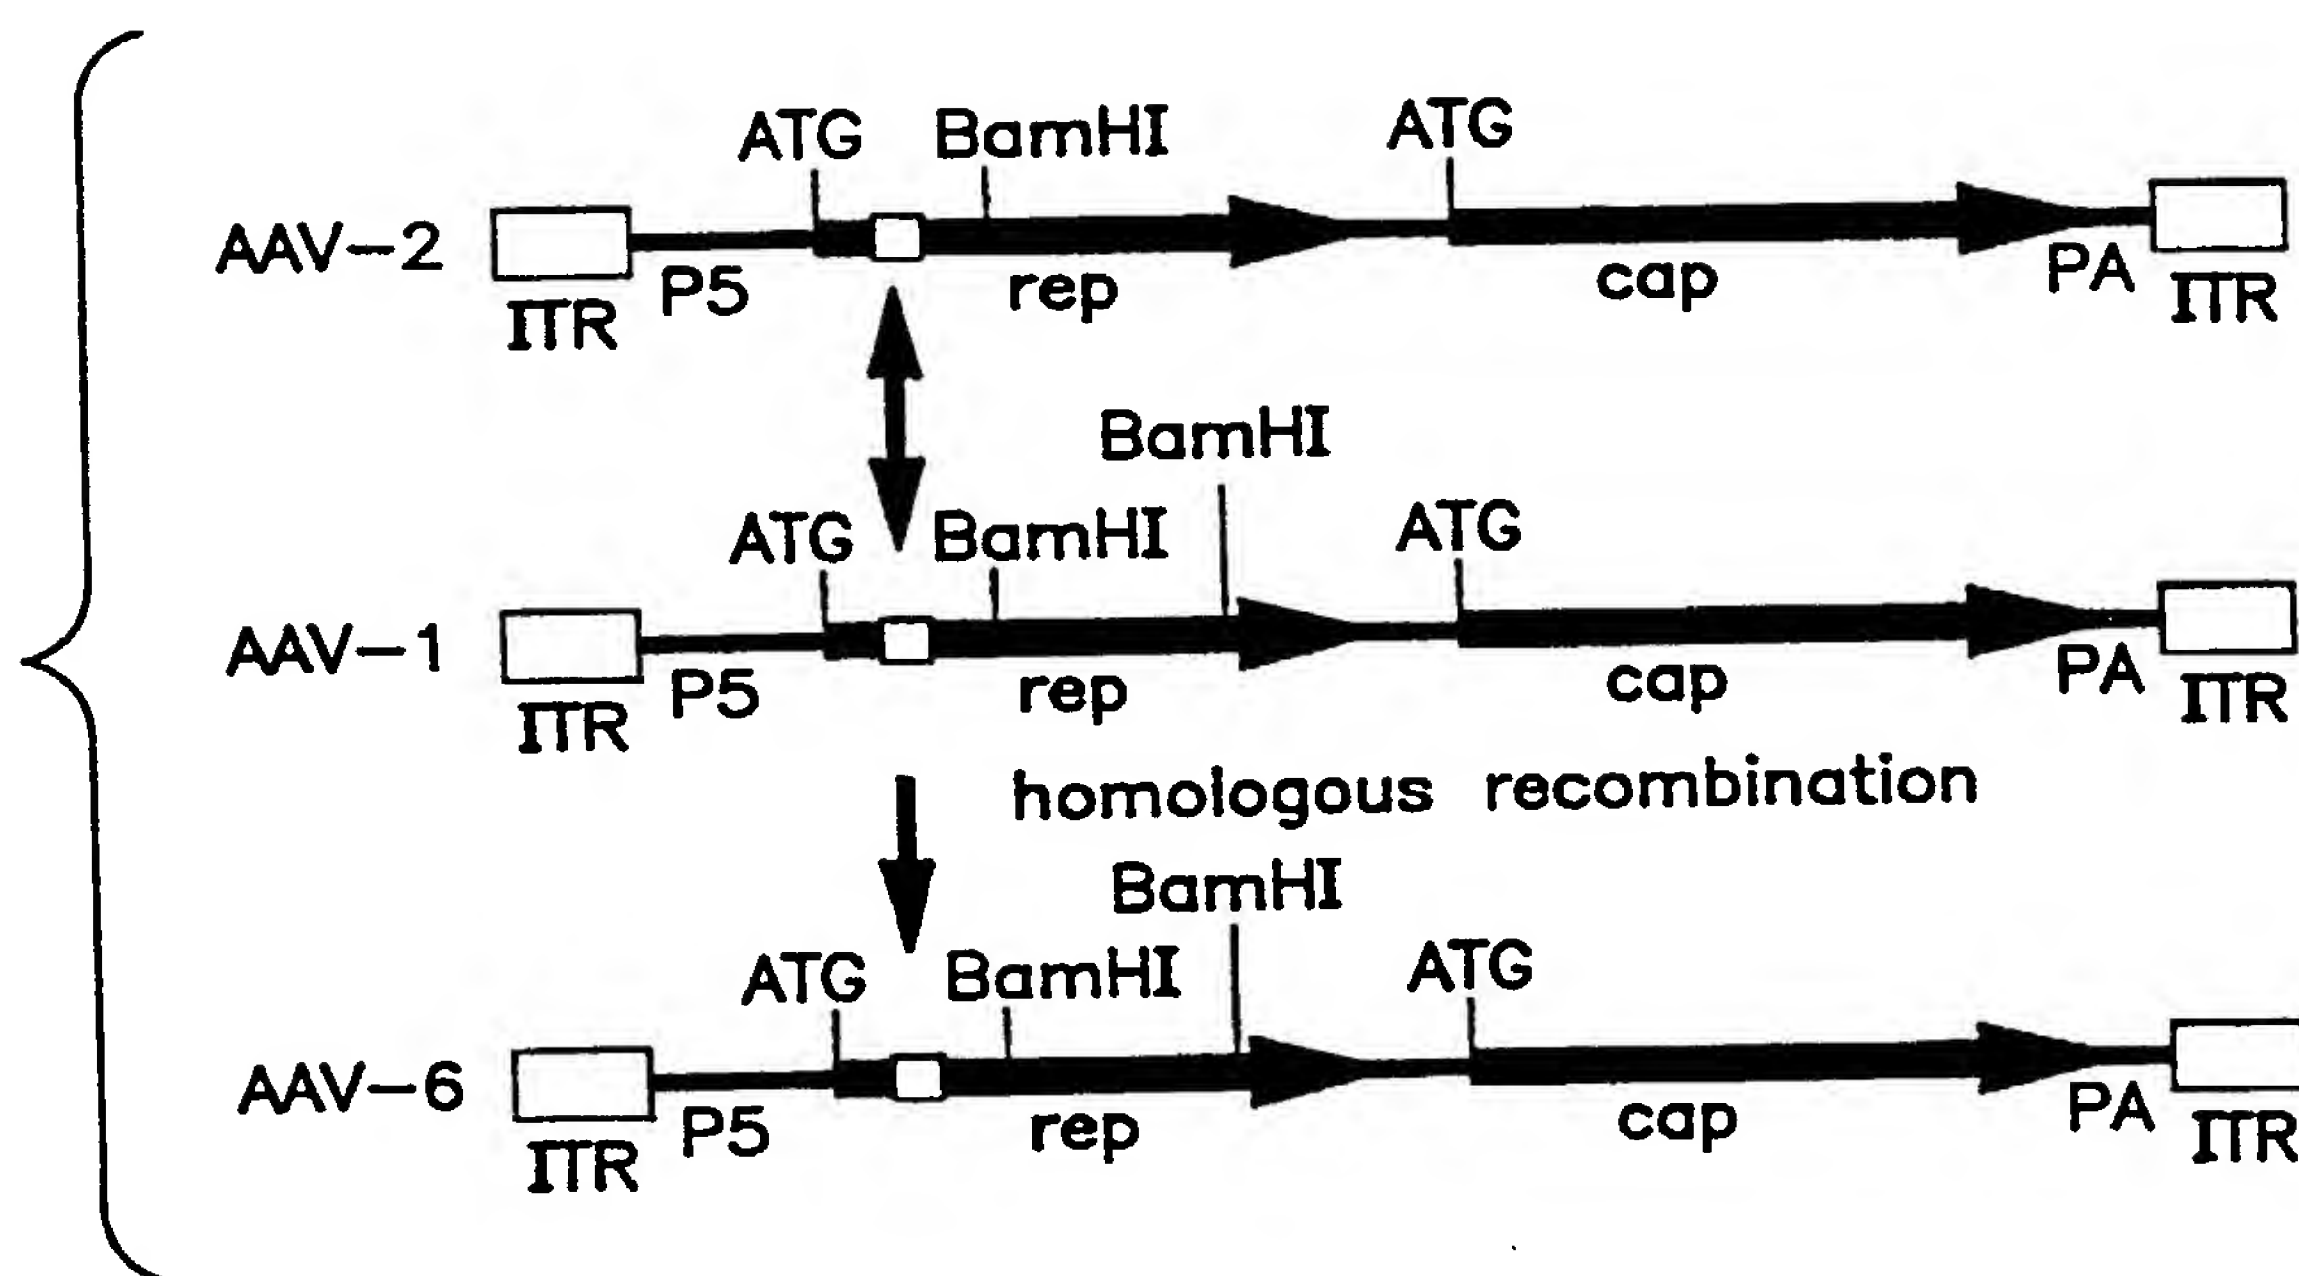 ATG BamHI ATG
AAV-2
P5 rep cap PA
ITR ITR
BamHI
ATG BamHI ATG
AAV-1
P5 rep cap PA
ITR ITR
homologous recombination
BamHI
ATG BamHI ATG
AAV-6
P5 rep cap PA
ITR ITR